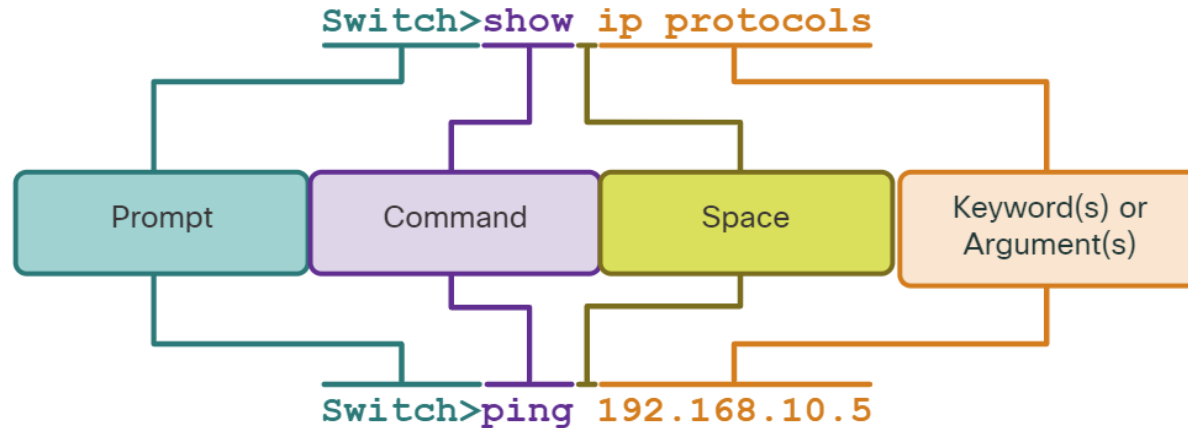 Switch>show ip protocols
Prompt
Command
Space
Keyword(s) or
Argument(s)
Switch>ping 192.168.10.5